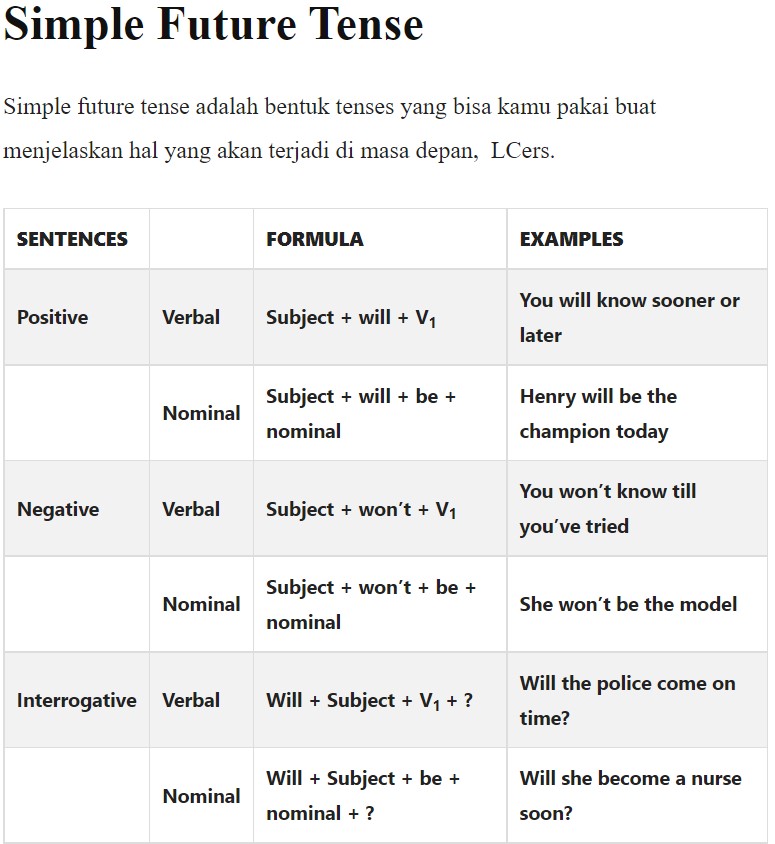 Simple Future Tense
Simple future tense adalah bentuk tenses yang bisa kamu pakai buat
menjelaskan hal yang akan terjadi di masa depan,  LCers.
SENTENCES FORMULA EXAMPLES
Positive Verbal Subject + will + V₁ You will know sooner or
later
Nominal Subject + will + be + Henry will be the
nominal champion today
Negative Verbal Subject + won’t + V₁ You won’t know till
you’ve tried
Nominal Subject + won’t + be + She won’t be the model
nominal
Interrogative Verbal Will + Subject + V₁ + ? Will the police come on
time?
Nominal Will + Subject + be + Will she become a nurse
nominal + ? soon?